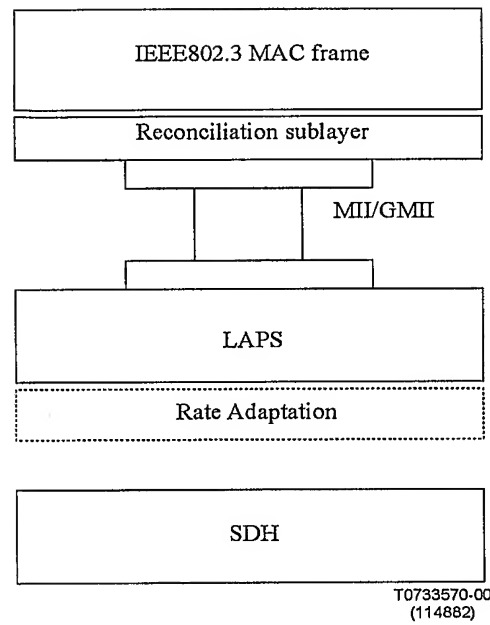 IEEE802.3 MAC frame
Reconciliation sublayer
MII/GMII
LAPS
Rate Adaptation
SDH
T0733570-00
(114882)